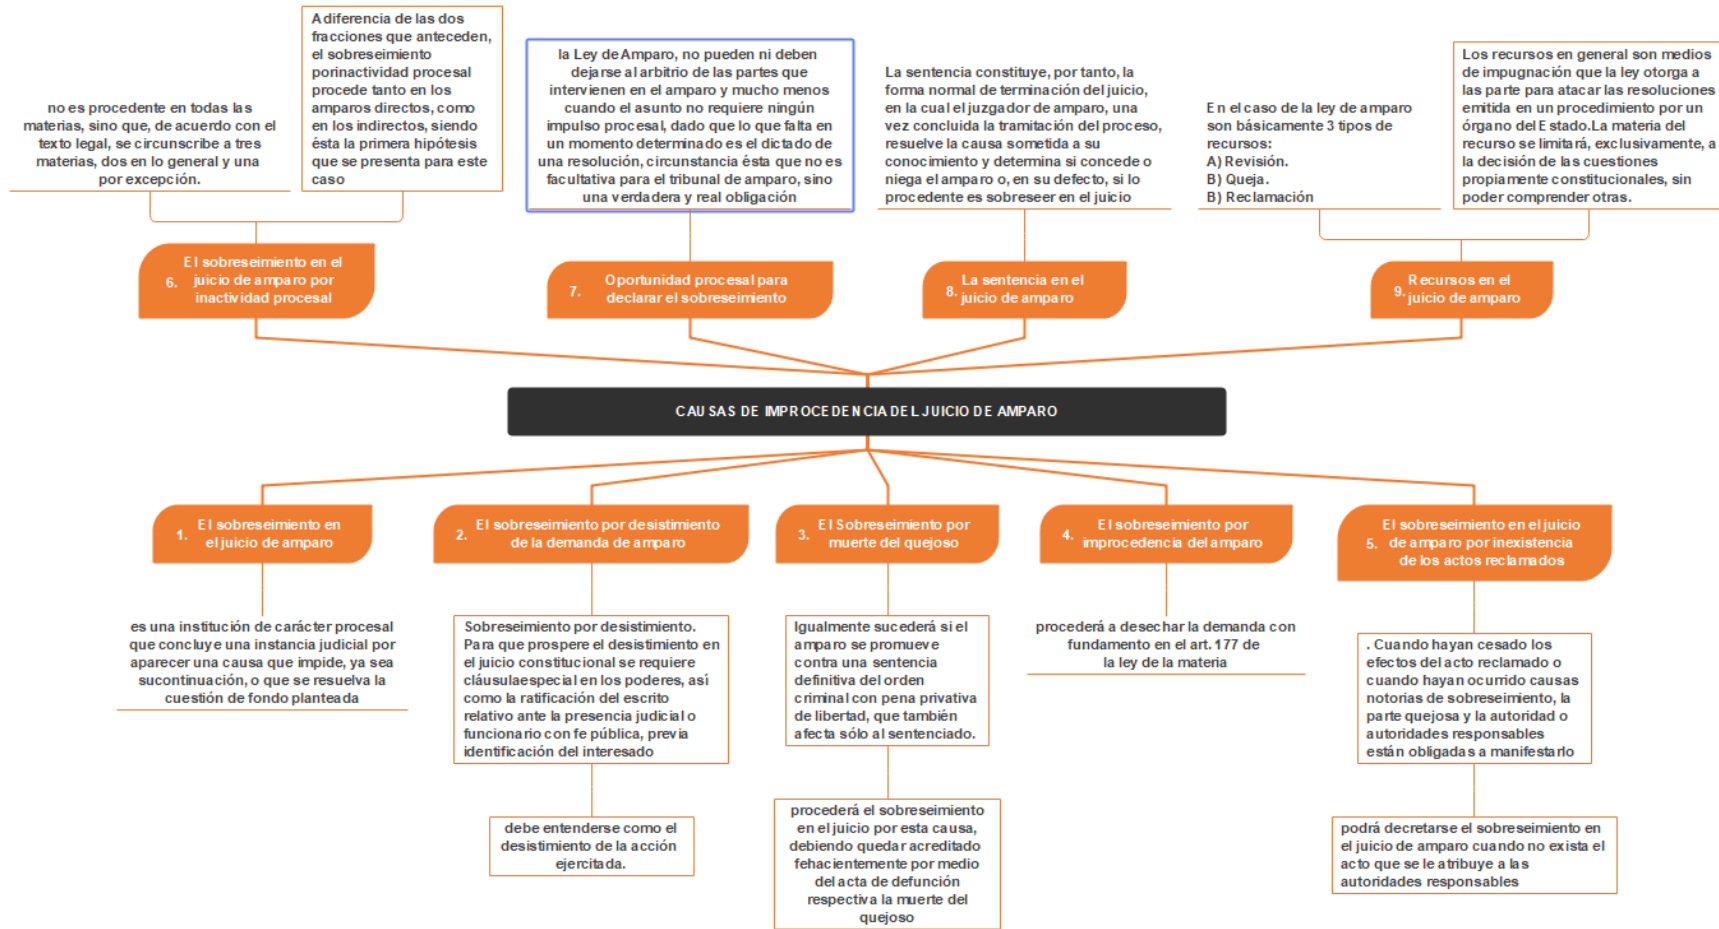 no es procedente en todas las
materias, sino que, de acuerdo con el
texto legal, se circunscribe a tres
materias, dos en lo general y una
por excepción.
A diferencia de las dos
fracciones que anteceden,
el sobreseimiento
porinactividad procesal
procede tanto en los
amparos directos, como
en los indirectos, siendo
ésta la primera hipótesis
que se presenta para este
caso
la Ley de Amparo, no pueden ni deben
dejarse al arbitrio de las partes que
intervienen en el amparo y mucho menos
cuando el asunto no requiere ningún
impulso procesal, dado que lo que falta en
un momento determinado es el dictado de
una resolución, circunstancia ésta que no es
facultativa para el tribunal de amparo, sino
una verdadera y real obligación
La sentencia constituye, por tanto, la
forma normal de terminación del juicio,
en la cual el juzgador de amparo, una
vez concluida la tramitación del proceso,
resuelve la causa sometida a su
conocimiento y determina si concede o
niega el amparo o, en su defecto, si lo
procedente es sobreseer en el juicio
En el caso de la ley de amparo
son básicamente 3 tipos de
recursos:
A) Revisión.
B) Queja.
B) Reclamación
Los recursos en general son medios
de impugnación que la ley otorga a
las parte para atacar las resoluciones
emitida en un procedimiento por un
órgano del Estado.La materia del
recurso se limitará, exclusivamente, a
la decisión de las cuestiones
propiamente constitucionales, sin
poder comprender otras.
6. El sobreseimiento en el
juicio de amparo por
inactividad procesal
7. Oportunidad procesal para
declarar el sobreseimiento
8. La sentencia en el
juicio de amparo
9. Recursos en el
juicio de amparo
CAUSAS DE IMPROCEDENCIA DEL JUICIO DE AMPARO
1. El sobreseimiento en
el juicio de amparo
2. El sobreseimiento por desistimiento
de la demanda de amparo
3. El Sobreseimiento por
muerte del quejoso
4. El sobreseimiento por
improcedencia del amparo
5. El sobreseimiento en el juicio
de amparo por inexistencia
de los actos reclamados
es una institución de carácter procesal
que concluye una instancia judicial por
aparecer una causa que impide, ya sea
sucontinuación, o que se resuelva la
cuestión de fondo planteada
Sobreseimiento por desistimiento.
Para que prospere el desistimiento en
el juicio constitucional se requiere
cláusulaespecial en los poderes, así
como la ratificación del escrito
relativo ante la presencia judicial o
funcionario con fe pública, previa
identificación del interesado
debe entenderse como el
desistimiento de la acción
ejercitada.
Igualmente sucederá si el
amparo se promueve
contra una sentencia
definitiva del orden
criminal con pena privativa
de libertad, que también
afecta sólo al sentenciado.
procederá el sobreseimiento
en el juicio por esta causa,
debiendo quedar acreditado
fehacientemente por medio
del acta de defunción
respectiva la muerte del
quejoso
procederá a desechar la demanda con
fundamento en el art. 177 de
la ley de la materia
. Cuando hayan cesado los
efectos del acto reclamado o
cuando hayan ocurrido causas
notorias de sobreseimiento, la
parte quejosa y la autoridad o
autoridades responsables
están obligadas a manifestarlo
podrá decretarse el sobreseimiento en
el juicio de amparo cuando no exista el
acto que se le atribuye a las
autoridades responsables